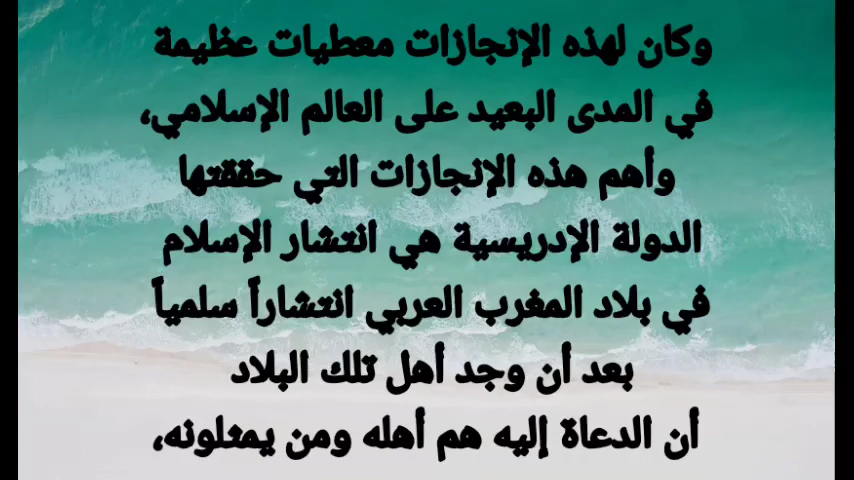 وكان لهذه الإنجازات معطيات عظيمة
في المدى البعيد على العالم الإسلامي،
وأهم هذه الإنجازات التي حققتها
الدولة الإدريسية هي انتشار الإسلام
في بلاد المغرب العربي انتشاراً سلمياً
بعد أن وجد أهل تلك البلاد
أن الدعاة إليه هم أهله ومن يمثلونه،